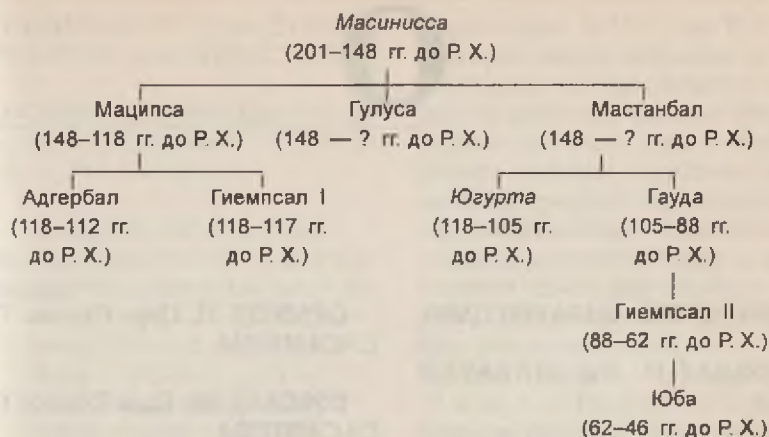 Масинисса
(201–148 гг. до Р. Х.)
Маципса Гулуса Мастанбал
(148–118 гг. до Р. Х.) (148 — ? гг. до Р. Х.) (148 — ? гг. до Р. Х.)
Адгербал Гиемпсал I Югурта Гауда
(118–112 гг. (118–117 гг. (118–105 гг. (105–88 гг.
до Р. Х.) до Р. Х.) до Р. Х.) до Р. Х.)
Гиемпсал II
(88–62 гг. до Р. Х.)
Юба
(62–46 гг. до Р. Х.)